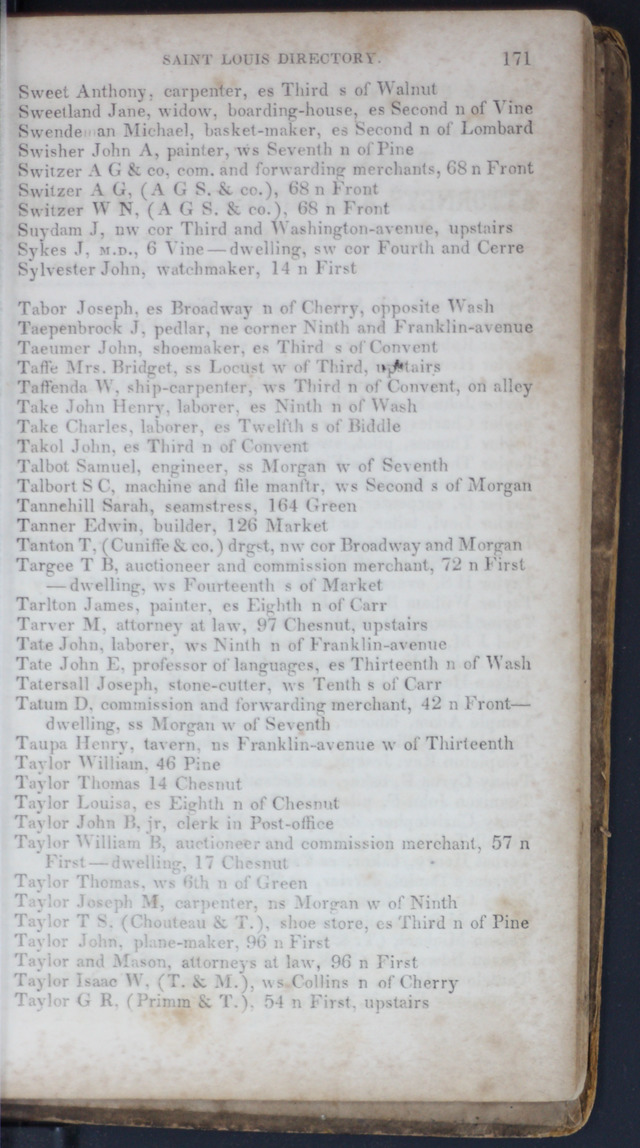 SAINT LOUIS DIRECTORY. 171
Sweet Anthony, carpenter, es Third s of Walnut
Sweetland Jane, widow, boarding-house, es Second n of Vine
Michael, basket-maker, es Second n of Lombard
Swisher John A, painter, ws Seventh n of Pine
Switzer A G & co, com. and forwarding merchants, 68 n Front
Switzer A G, (A G S. & co.), 68 n Front
Switzer W N, (A G S. & co.), 68 n Front
Suydam J, nw cor Third and Washington-avenue, upstairs
Sykes J, M.D., 6 Vine—dwelling, sw cor Fourth and Cerre
Sylvester John, watchmaker, 14 n First
Tabor Joseph, es Broadway n of Cherry, opposite Wash
Taepenbrock J, pedlar, ne corner Ninth and Franklin-avenue
Taeumer John, shoemaker, es Third s of Convent
Taffe Mrs. Bridget, ss Locust w of Third, upstairs
Taffenda W, ship-carpenter, ws Third n of Convent, on alley
Take John Henry, laborer, es Ninth n of Wash
Take Charles, laborer, es Twelfth s of Biddle
Takol John, es Third n of Convent
Talbot Samuel, engineer, ss Morgan w of Seventh
Talbort S C, machine and file manftr, ws Second s of Morgan
Tannehill Sarah, seamstress, 164 Green
Tanner Edwin, builder, 126 Market
Tanton T, (Cuniffe & co.) drgst, nw cor Broadway and Morgan
Targee T B, auctioneer and commission merchant, 72 n First
—dwelling, ws Fourteenth s of Market
Tarlton James, painter, es Eighth n of Carr
Tarver M, attorney at law, 97 Chesnut, upstairs
Tate John, laborer, ws Ninth n of Franklin-avenue
Tate John E, professor of languages, es Thirteenth n of Wash
Tatersall Joseph, stone-cutter, ws Tenth s of Carr
Tatum D, commission and forwarding merchant, 42 n Front—
dwelling, ss Morgan w of Seventh
Taupa Henry, tavern, ns Franklin-avenue w of Thirteenth
Taylor William, 46 Pine
Taylor Thomas 14 Chesnut
Taylor Louisa, es Eighth n of Chesnut
Taylor John B, jr, clerk in Post-office
Taylor William B, auctioneer and commission merchant, 57 n
First—dwelling, 17 Chesnut
Taylor Thomas, ws 6th n of Green
Taylor Joseph M, carpenter, ns Morgan w of Ninth
Taylor T S. (Chouteau & T.), shoe store, es Third n of Pine
Taylor John, plane-maker, 96 n First
Taylor and Mason, attorneys at law, 96 n First
Taylor Isaac W, (T. & M.), ws Collins n of Cherry
Taylor G R, (Primm & T.), 54 n First, upstairs